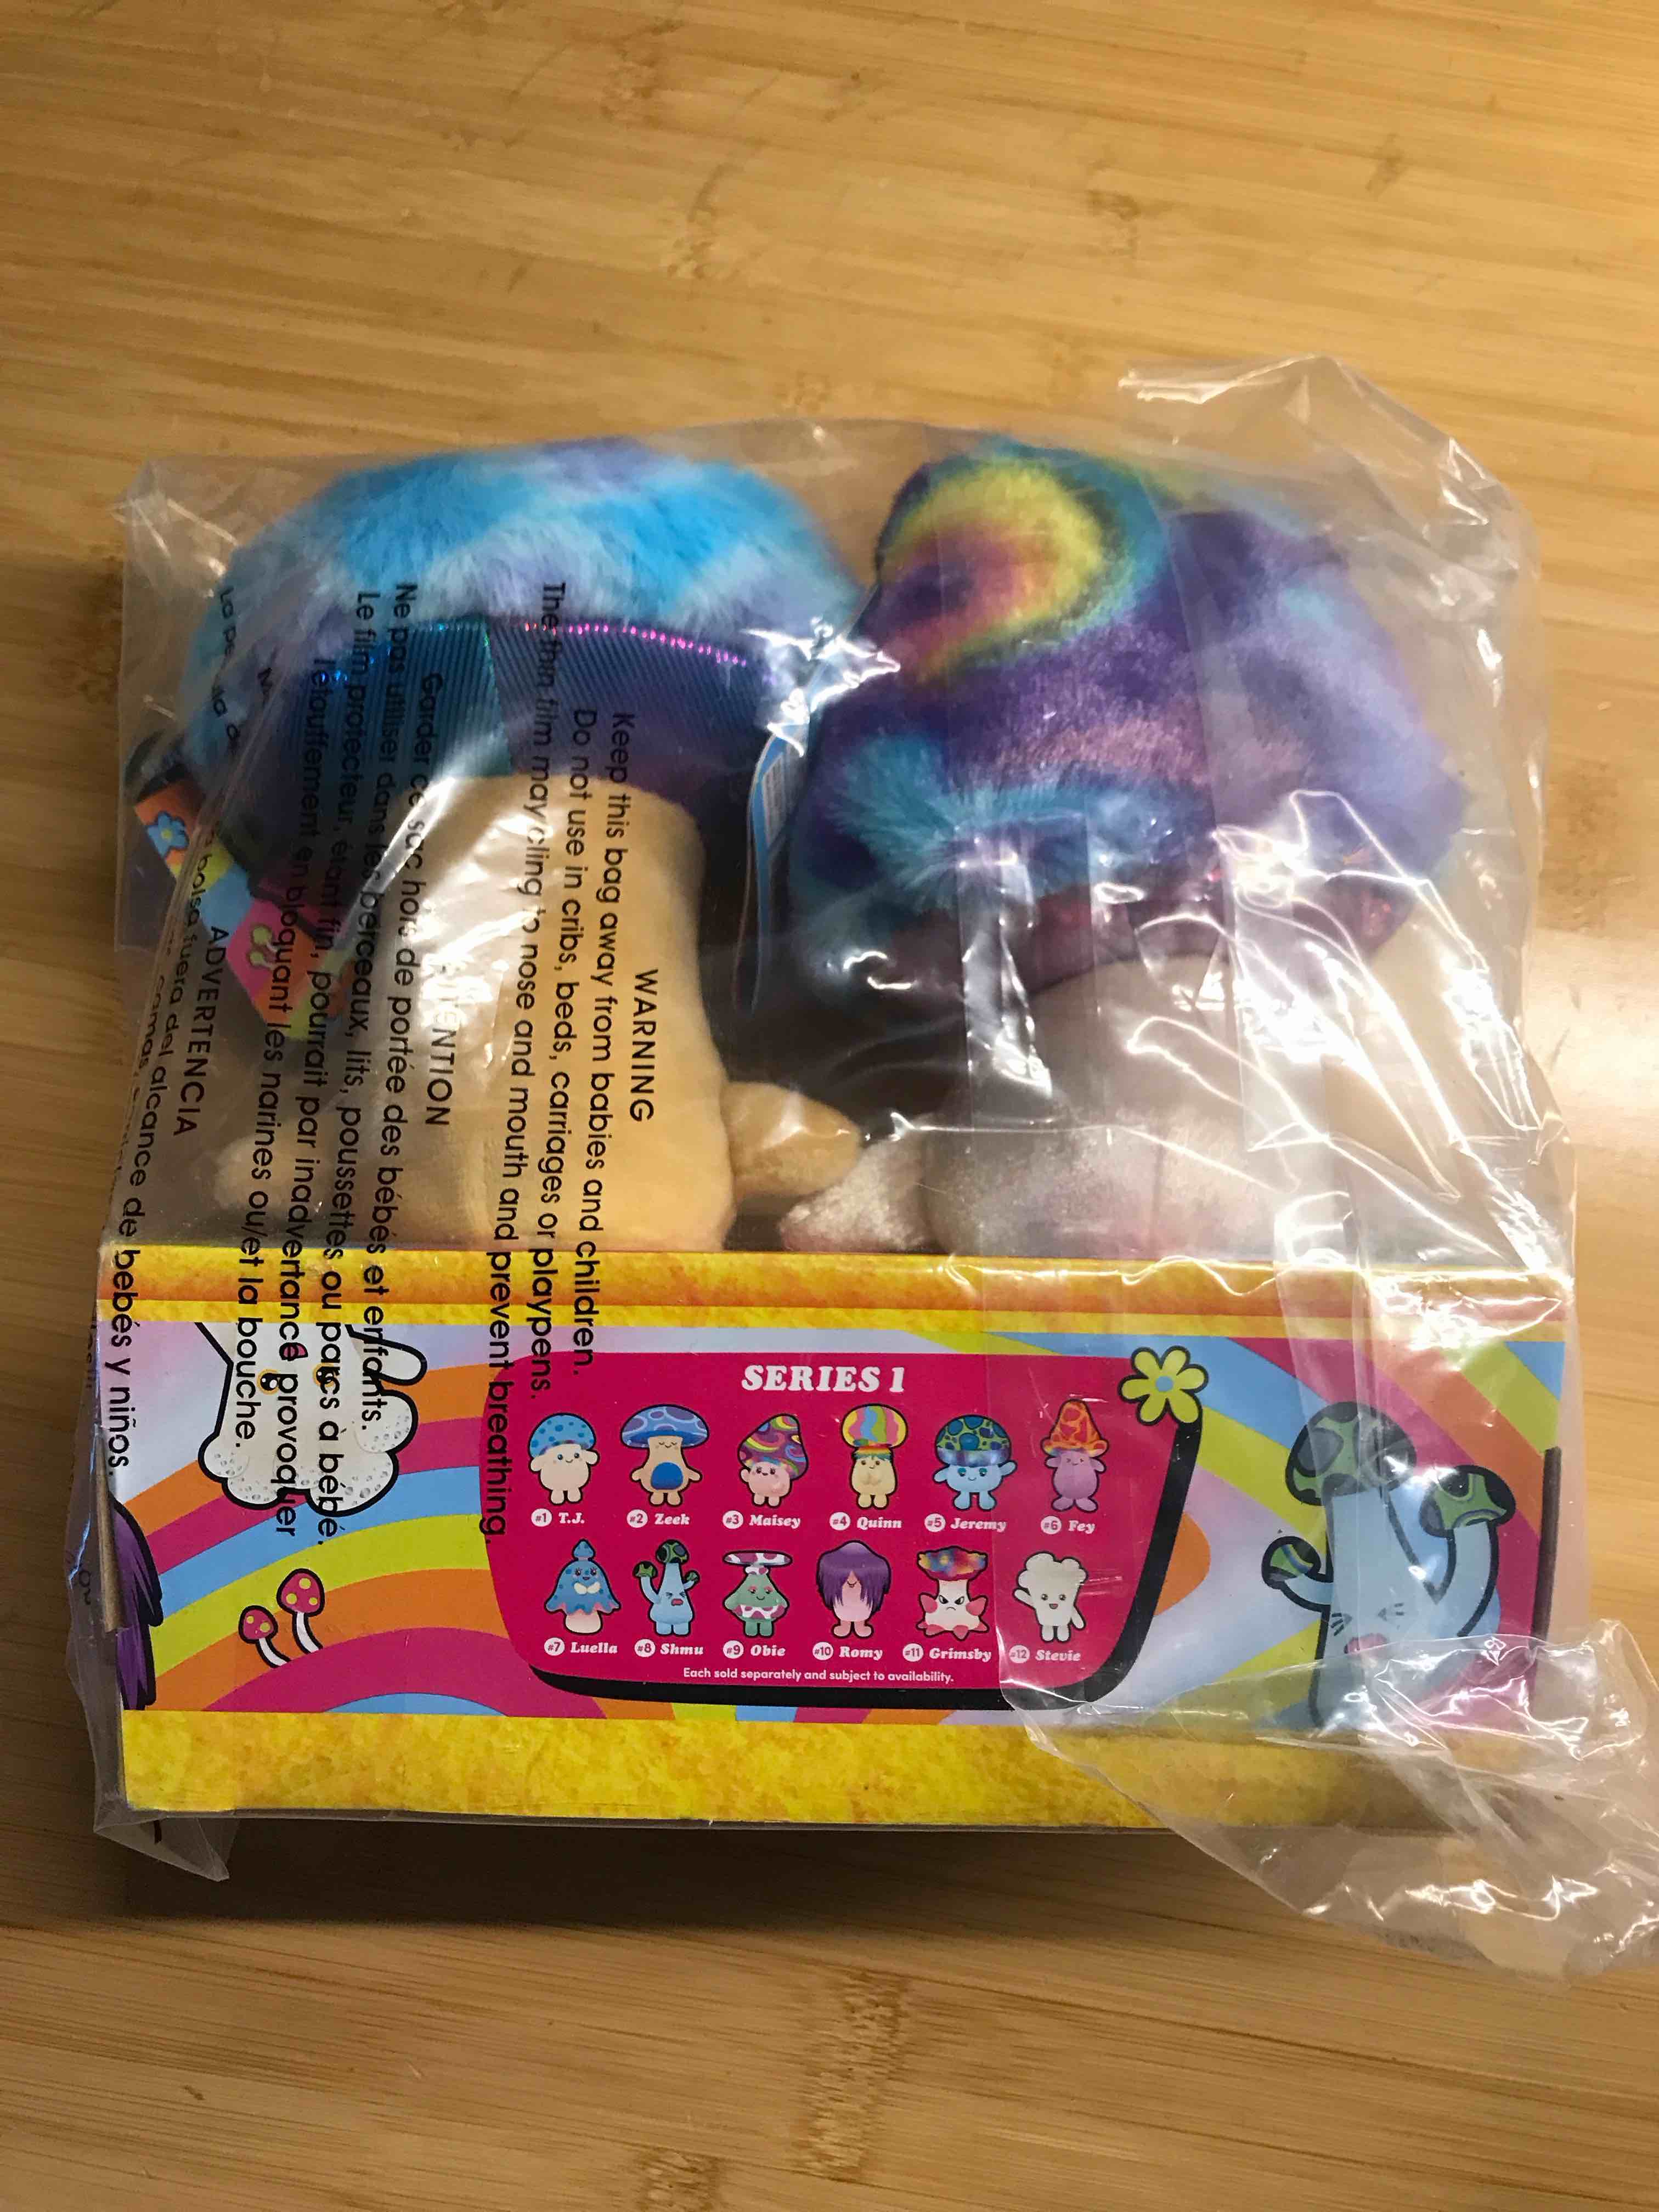 WARNING
Keep this bag away from babies and children.
Do not use in cribs, beds, carriages or playpens.
The thin film may cling to nose and mouth and prevent breathing.
Garder ce sac hors de portée des bébés et enfants.
Ne pas utiliser dans les berceaux, lits, poussettes ou parcs à bébé.
Le film protecteur, étant fin, pourrait par inadvertance provoquer
l'étouffement en bloquant les narines ou/et la bouche.
ADVERTENCIA
bolsa fuera del alcance de bebés y niños.
camas,
SERIES 1
#1 T.J.
#2 Zeek
#3 Maisey
#4 Quinn
#5 Jeremy
#6 Fey
#7 Luella
#8 Shmu
#9 Obie
#10 Romy
#11 Grimsby
#12 Stevie
Each sold separately and subject to availability.